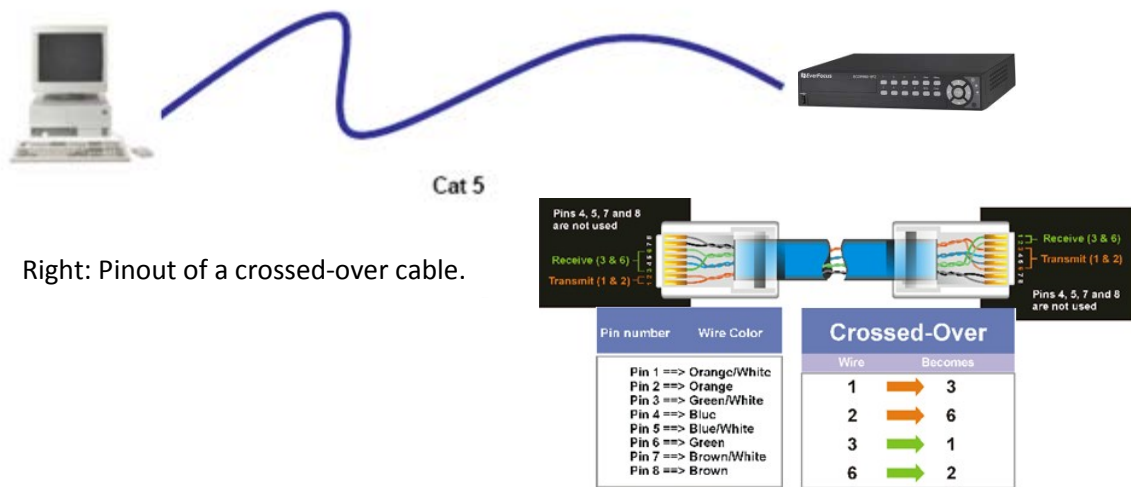 EverFocus
Cat 5
Right: Pinout of a crossed-over cable.
Pins 4, 5, 7 and 8
are not used
Receive (3 & 6)
Transmit (1 & 2)
Receive (3 & 6)
Transmit (1 & 2)
Pins 4, 5, 7 and 8
are not used
Pin number Wire Color
Pin 1 ==> Orange/White
Pin 2 ==> Orange
Pin 3 ==> Green/White
Pin 4 ==> Blue
Pin 5 ==> Blue/White
Pin 6 ==> Green
Pin 7 ==> Brown/White
Pin 8 ==> Brown
Crossed-Over
Wire Becomes
1 3
2 6
3 1
6 2